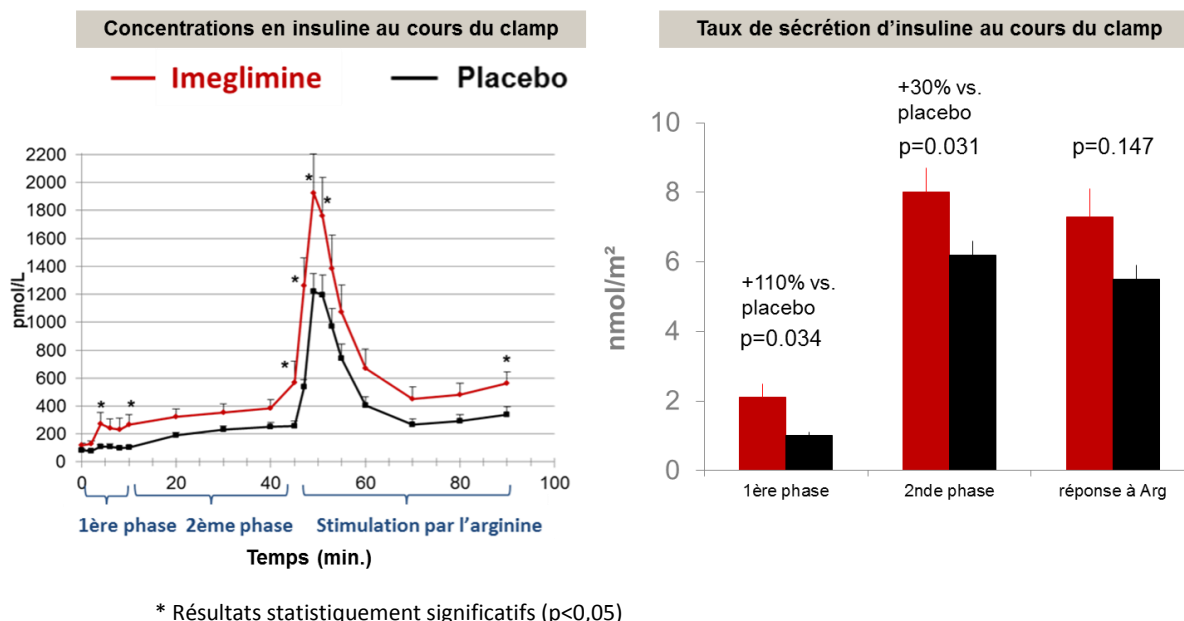 Concentrations en insuline au cours du clamp
Imeglimine
Placebo
pmol/L
2200
2000
1800
1600
1400
1200
1000
800
600
400
200
0
*
*
*
*
*
*
*
*
0
20
40
60
80
100
1ère phase
2ème phase
Stimulation par l'arginine
Temps (min.)
Taux de sécrétion d'insuline au cours du clamp
nmol/m²
10
8
6
4
2
0
+110% vs.
placebo
p=0.034
+30% vs.
placebo
p=0.031
p=0.147
1ère phase
2nde phase
réponse à Arg
* Résultats statistiquement significatifs (p<0,05)